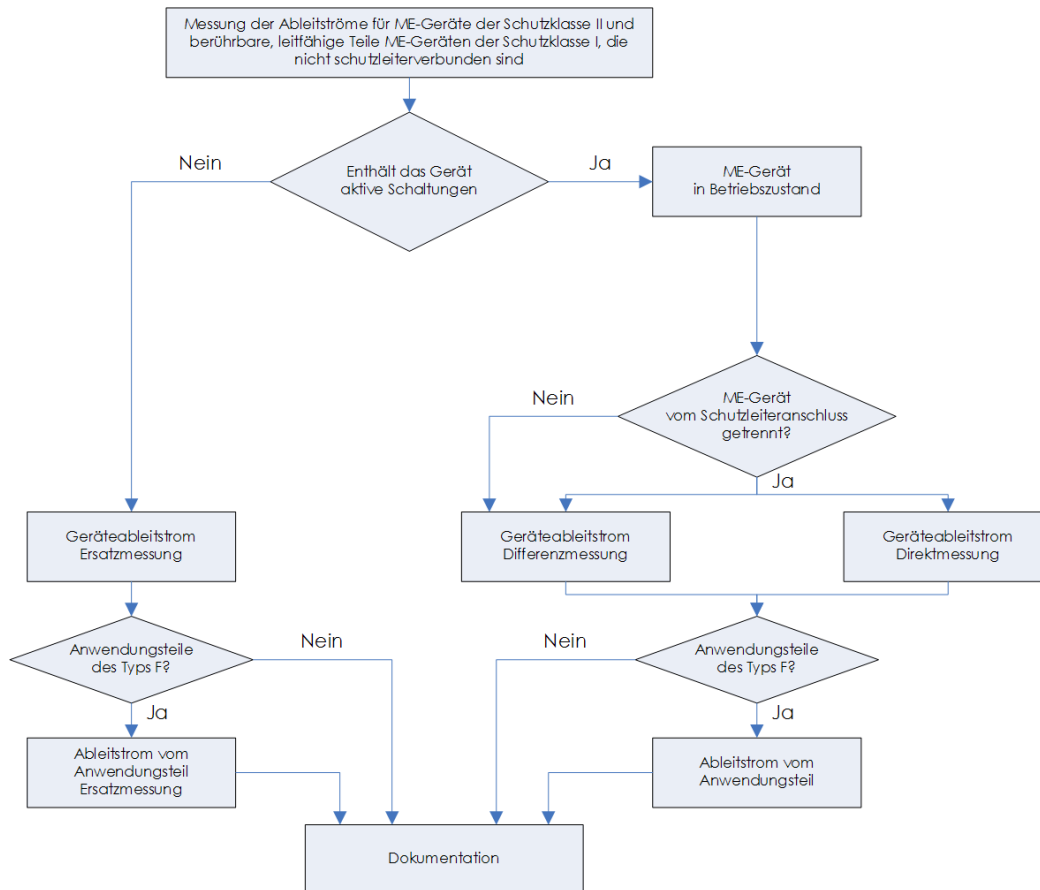 Messung der Ableitströme für ME-Geräte der Schutzklasse II und
berührbare, leitfähige Teile ME-Geräten der Schutzklasse I, die
nicht schutzleiterverbunden sind
Nein
Enthält das Gerät
aktive Schaltungen
Ja
ME-Gerät
in Betriebszustand
Nein
ME-Gerät
vom Schutzleiteranschluss
getrennt?
Ja
Geräteableitstrom
Ersatzmessung
Geräteableitstrom
Differenzmessung
Geräteableitstrom
Direktmessung
Anwendungsteile
des Typs F?
Nein
Nein
Anwendungsteile
des Typs F?
Ja
Ja
Ableitstrom vom
Anwendungsteil
Ersatzmessung
Ableitstrom vom
Anwendungsteil
Dokumentation